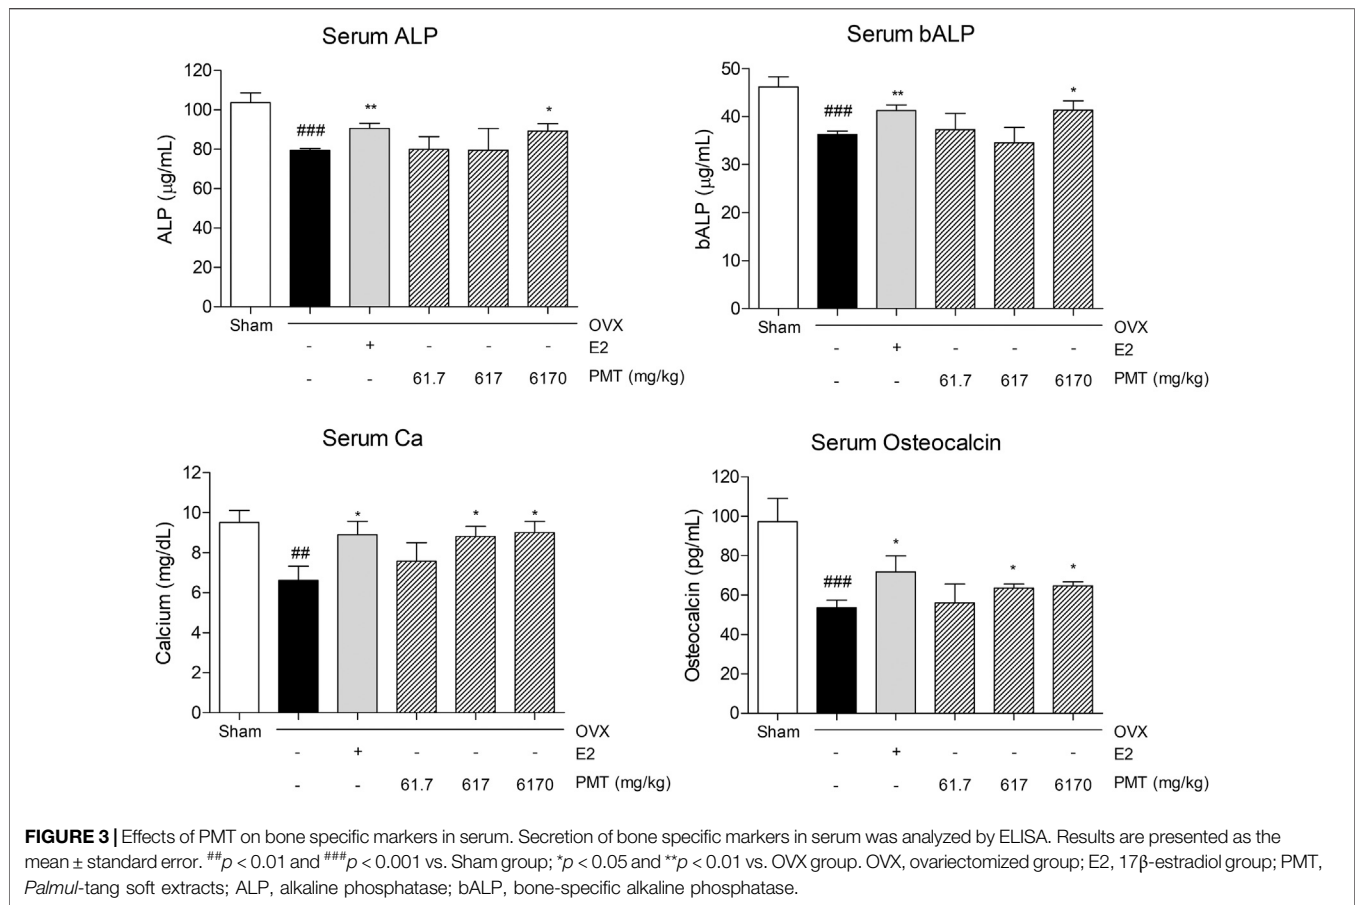 Serum ALP
120
100
80
60
40
20
0
ALP (μg/mL)
###
**
*
Sham
OVX
- + - - - E2
- - 61.7 617 6170 PMT (mg/kg)
Serum bALP
50
40
30
20
10
0
bALP (μg/mL)
###
**
*
Sham
OVX
- + - - - E2
- - 61.7 617 6170 PMT (mg/kg)
Serum Ca
12
10
8
6
4
2
0
Calcium (mg/dL)
##
*
*
*
Sham
OVX
- + - - - E2
- - 61.7 617 6170 PMT (mg/kg)
Serum Osteocalcin
120
100
80
60
40
20
0
Osteocalcin (pg/mL)
###
*
*
*
Sham
OVX
- + - - - E2
- - 61.7 617 6170 PMT (mg/kg)
FIGURE 3 | Effects of PMT on bone specific markers in serum. Secretion of bone specific markers in serum was analyzed by ELISA. Results are presented as the
mean ± standard error. ##p < 0.01 and ###p < 0.001 vs. Sham group; *p < 0.05 and **p < 0.01 vs. OVX group. OVX, ovariectomized group; E2, 17β-estradiol group; PMT,
Palmul-tang soft extracts; ALP, alkaline phosphatase; bALP, bone-specific alkaline phosphatase.